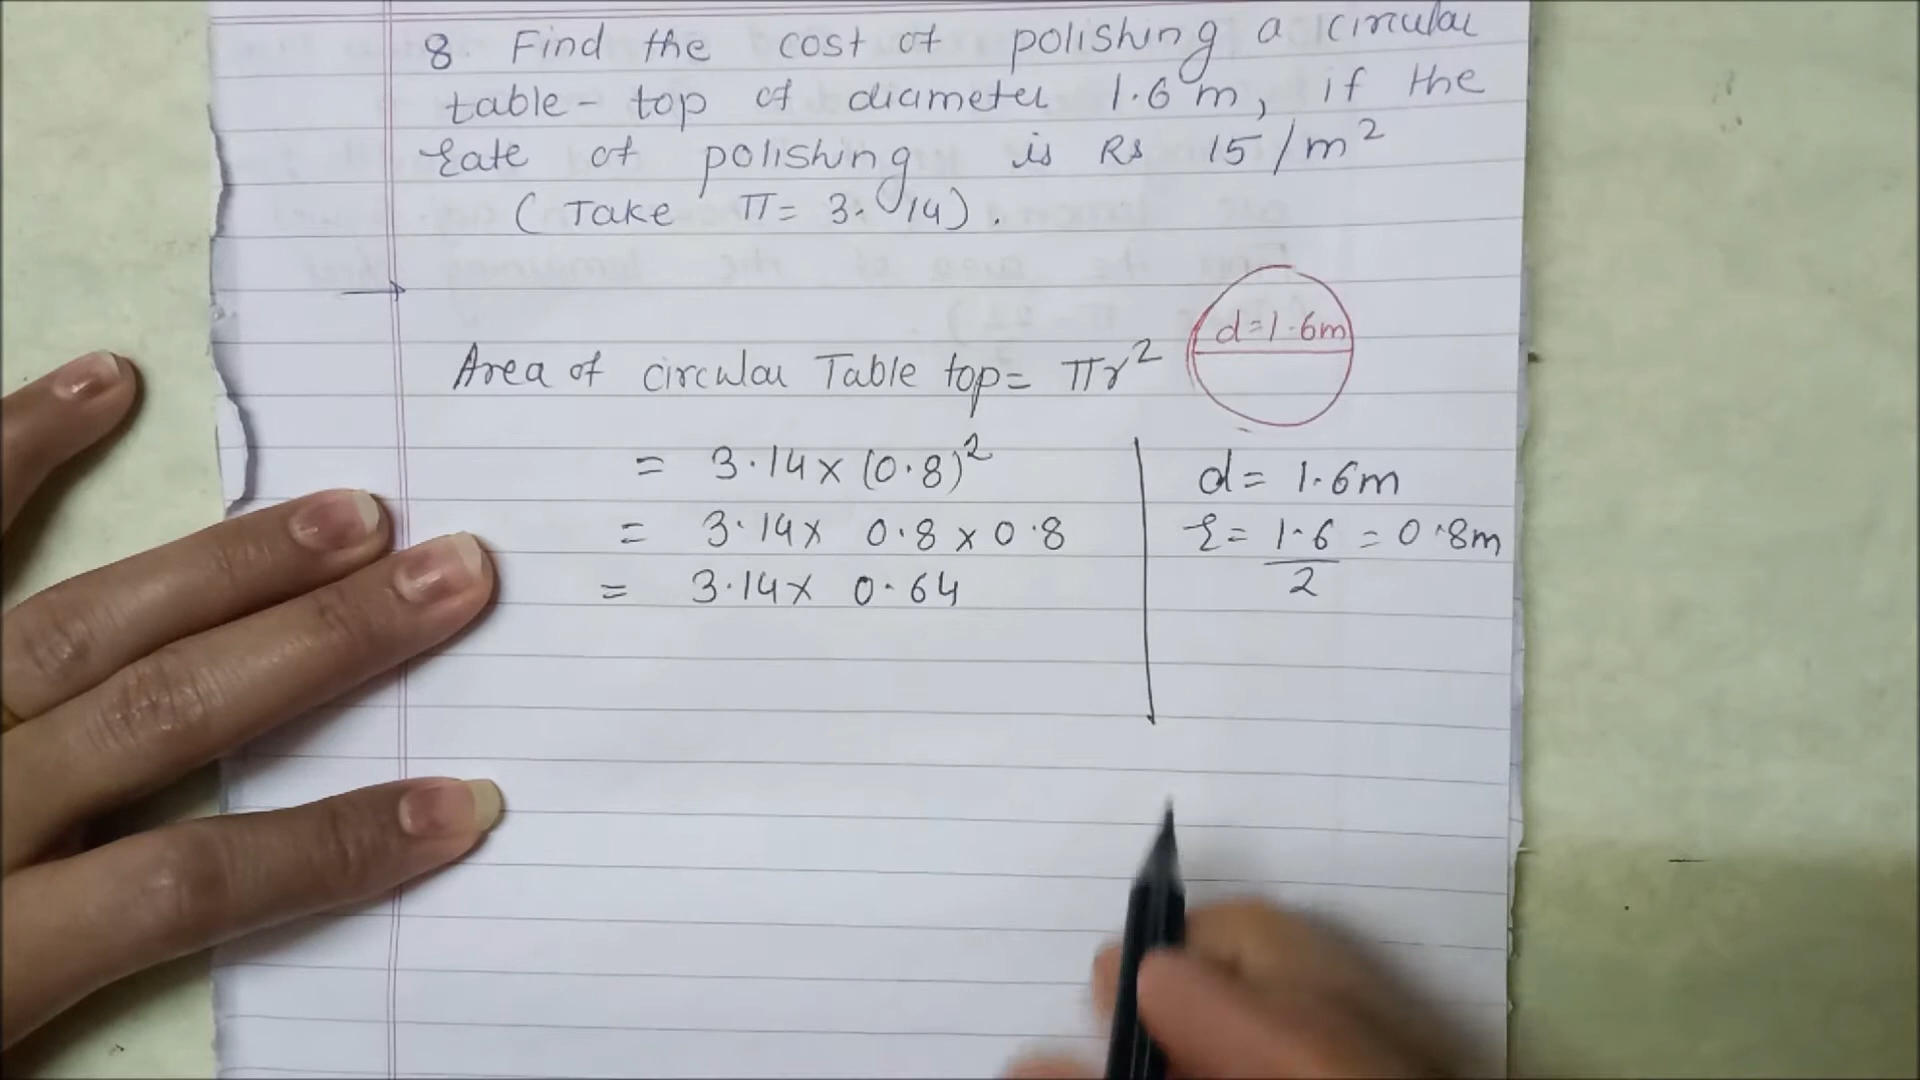 8. Find the cost of polishing a circular
table-top of diameter 1.6 m, if the
rate of polishing is Rs 15/m²
(Take π = 3.14).
d=1.6m
Area of circular Table top = πr²
= 3.14 × (0.8)²
= 3.14 × 0.8 × 0.8
= 3.14 × 0.64
d = 1.6m
r = 1.6/2 = 0.8m